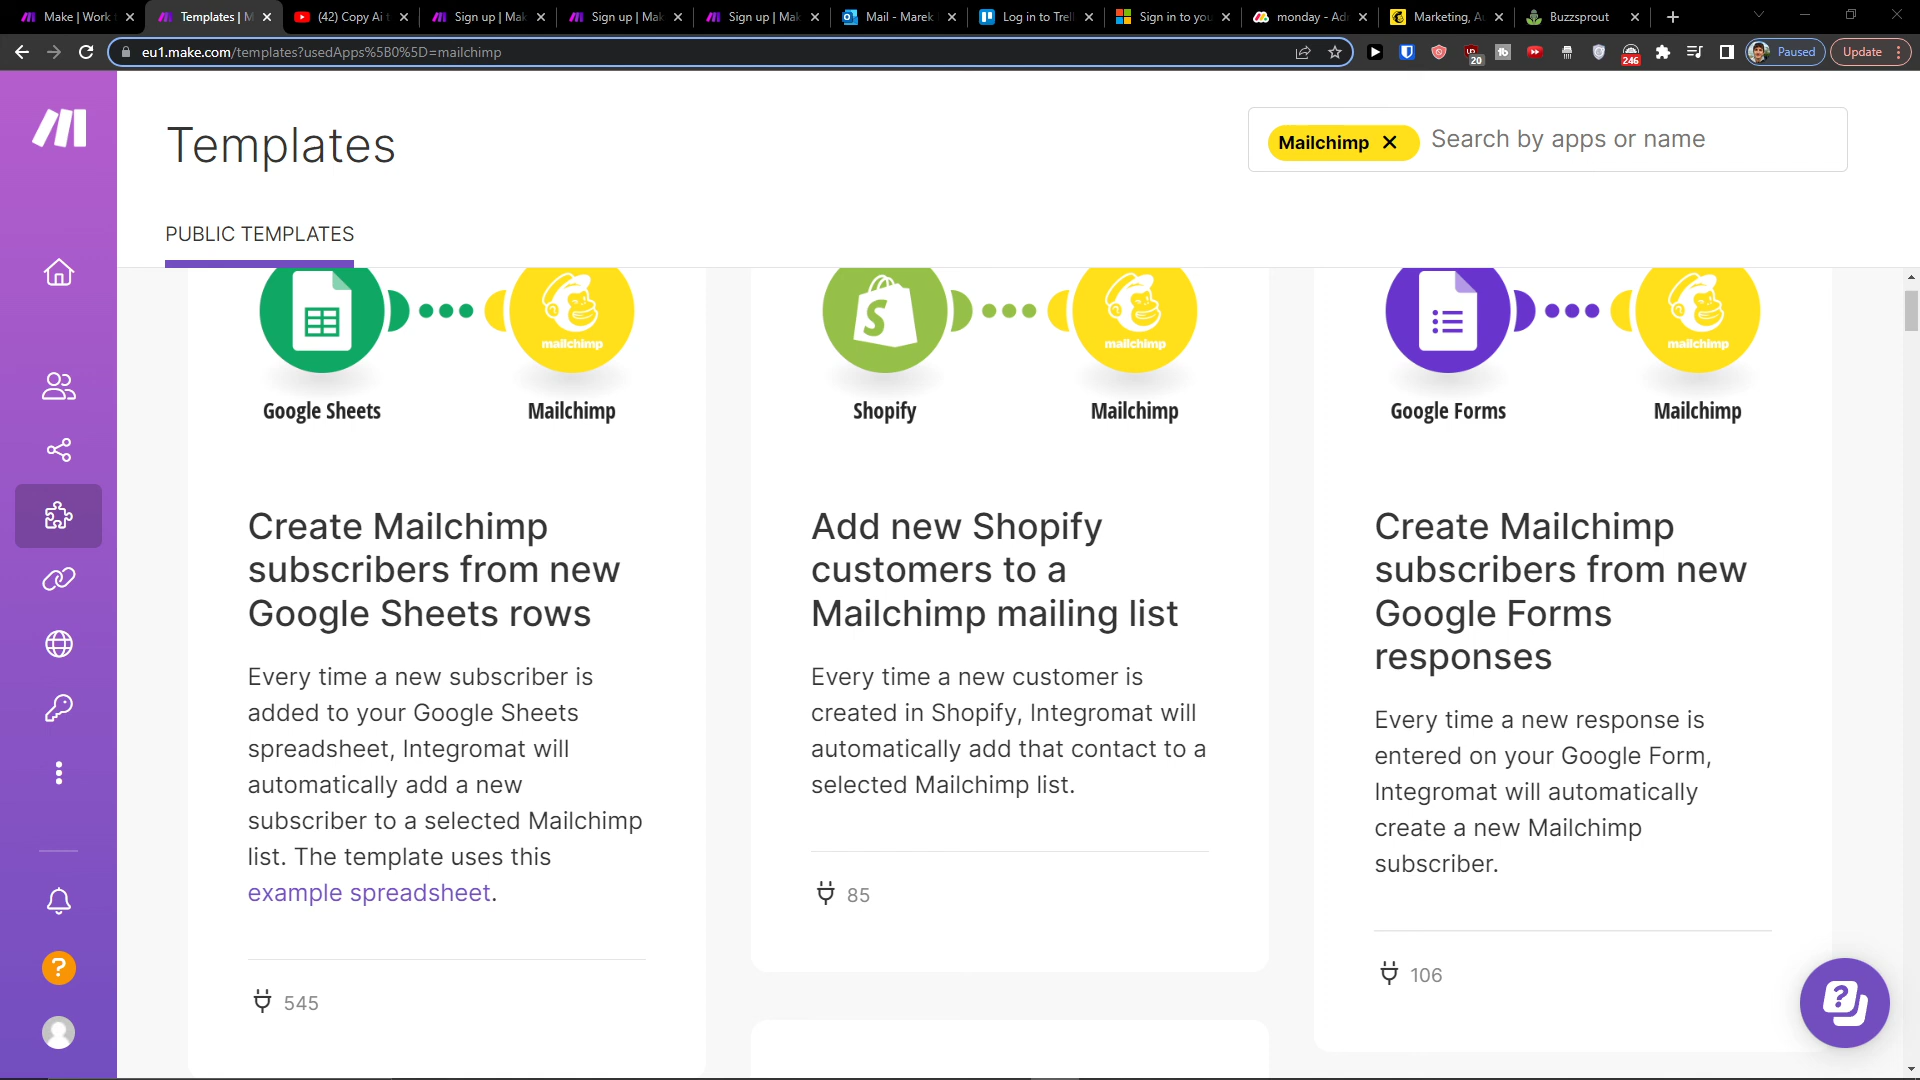 Make | Work
Templates | M
(42) Copy Ai t
Sign up | Mak
Sign up | Mak
Sign up | Mak
Mail - Marek
Log in to Trell
Sign in to you
monday - Ad
Marketing, A
Buzzsprout
eu1.make.com/templates?usedApps%5B0%5D=mailchimp
20
246
Paused
Update
Templates
Mailchimp
Search by apps or name
PUBLIC TEMPLATES
mailchimp
mailchimp
mailchimp
Google Sheets
Mailchimp
Shopify
Mailchimp
Google Forms
Mailchimp
Create Mailchimp
subscribers from new
Google Sheets rows
Every time a new subscriber is
added to your Google Sheets
spreadsheet, Integromat will
automatically add a new
subscriber to a selected Mailchimp
list. The template uses this
example spreadsheet.
545
Add new Shopify
customers to a
Mailchimp mailing list
Every time a new customer is
created in Shopify, Integromat will
automatically add that contact to a
selected Mailchimp list.
85
Create Mailchimp
subscribers from new
Google Forms
responses
Every time a new response is
entered on your Google Form,
Integromat will automatically
create a new Mailchimp
subscriber.
106